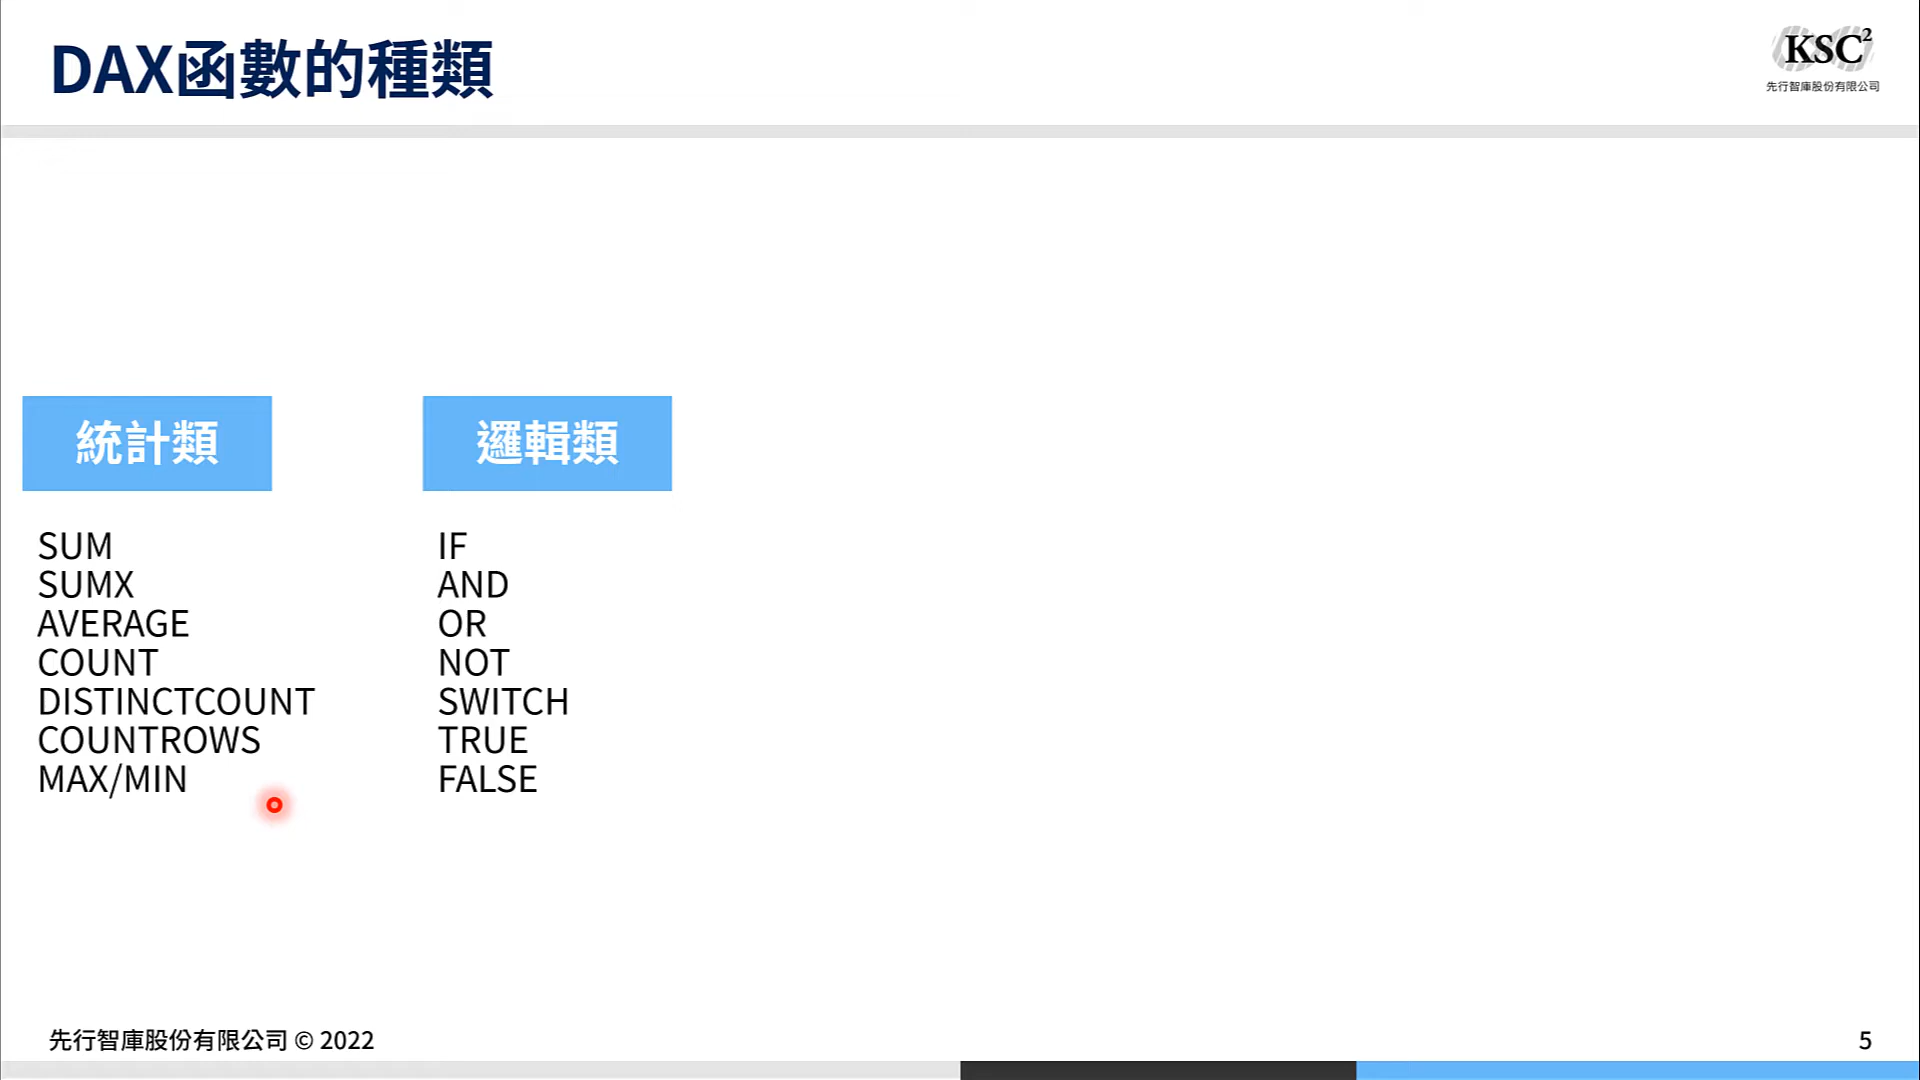 DAX函數的種類
KSC²
先行智庫股份有限公司
統計類
SUM
SUMX
AVERAGE
COUNT
DISTINCTCOUNT
COUNTROWS
MAX/MIN
邏輯類
IF
AND
OR
NOT
SWITCH
TRUE
FALSE
先行智庫股份有限公司 © 2022
5